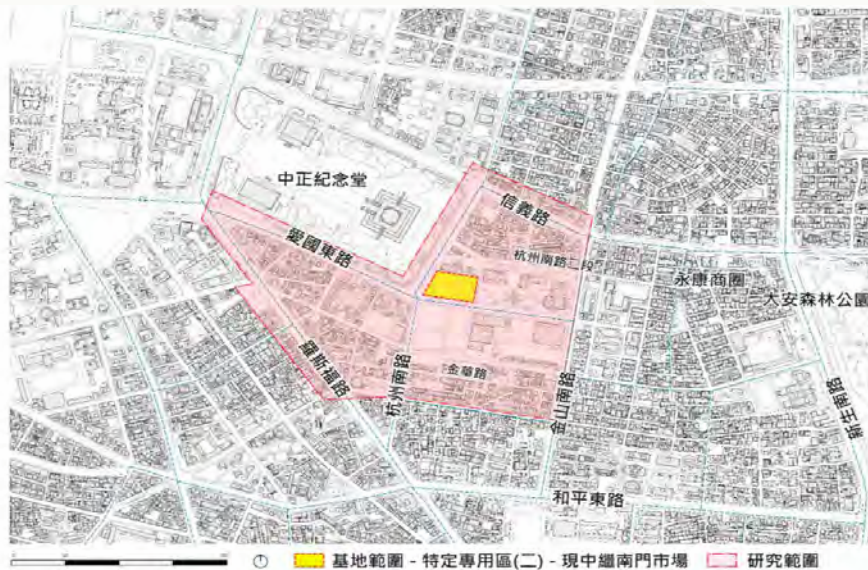 中正紀念堂
信義路
愛國東路
杭州南路二段
永康商圈
大安森林公園
羅斯福路
杭州南路
金華路
金山南路
新生南路
和平東路
基地範圍 - 特定專用區(二) - 現中繼南門市場
研究範圍